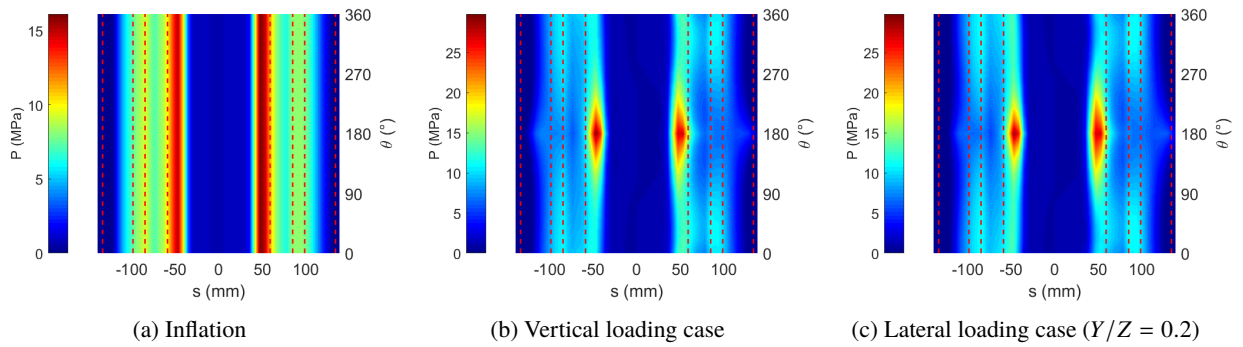 15
10
5
0
P (MPa)
-100 -50 0 50 100
s (mm)
360
270
180
90
0
θ (°)
(a) Inflation
25
20
15
10
5
0
P (MPa)
-100 -50 0 50 100
s (mm)
360
270
180
90
0
θ (°)
(b) Vertical loading case
25
20
15
10
5
0
P (MPa)
-100 -50 0 50 100
s (mm)
360
270
180
90
0
θ (°)
(c) Lateral loading case (Y/Z = 0.2)